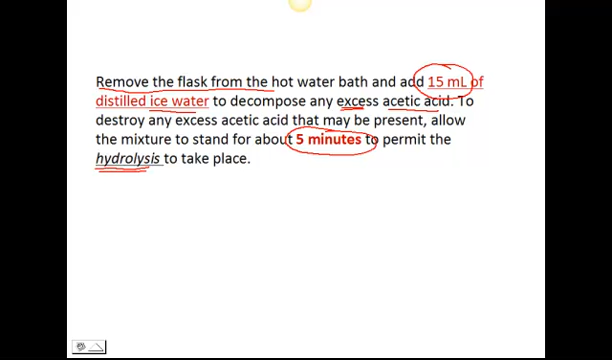 Remove the flask from the hot water bath and add 15 mL of
distilled ice water to decompose any excess acetic acid. To
destroy any excess acetic acid that may be present, allow
the mixture to stand for about 5 minutes to permit the
hydrolysis to take place.